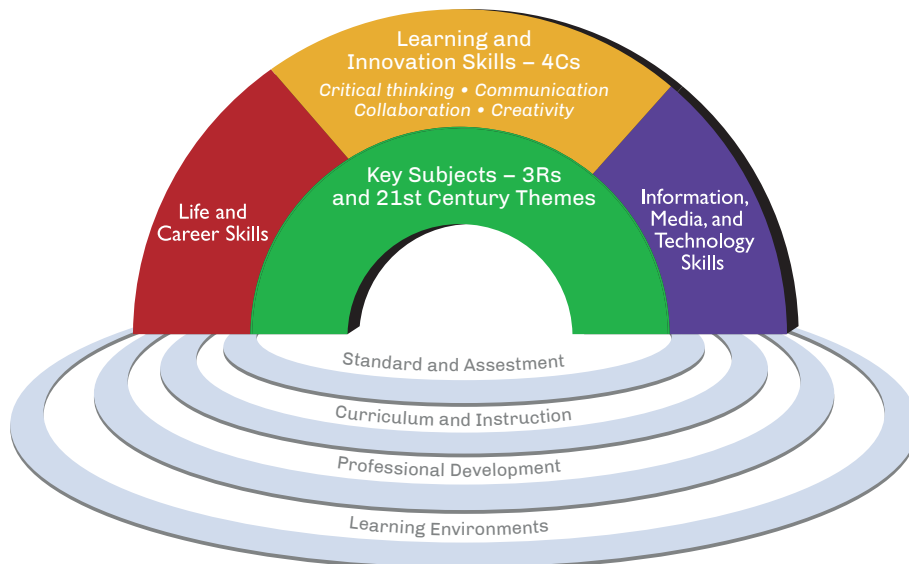 Learning and
Innovation Skills – 4Cs
Critical thinking • Communication
Collaboration • Creativity
Key Subjects – 3Rs
and 21st Century Themes
Life and
Career Skills
Information,
Media, and
Technology
Skills
Standard and Assestment
Curriculum and Instruction
Professional Development
Learning Environments